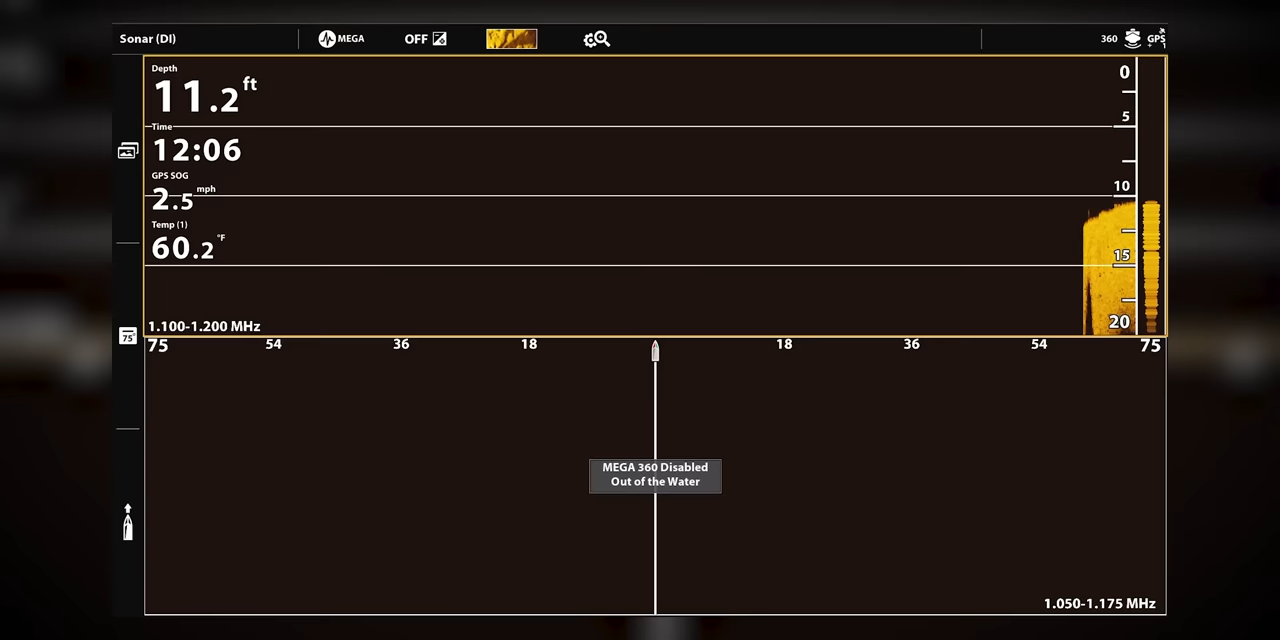 Sonar (DI)
MEGA
OFF
360
GPS
Depth
11.2 ft
Time
12:06
GPS SOG
2.5 mph
Temp (1)
60.2 °F
1.100-1.200 MHz
0
5
10
15
20
75 54 36 18 18 36 54 75
75°
MEGA 360 Disabled
Out of the Water
1.050-1.175 MHz